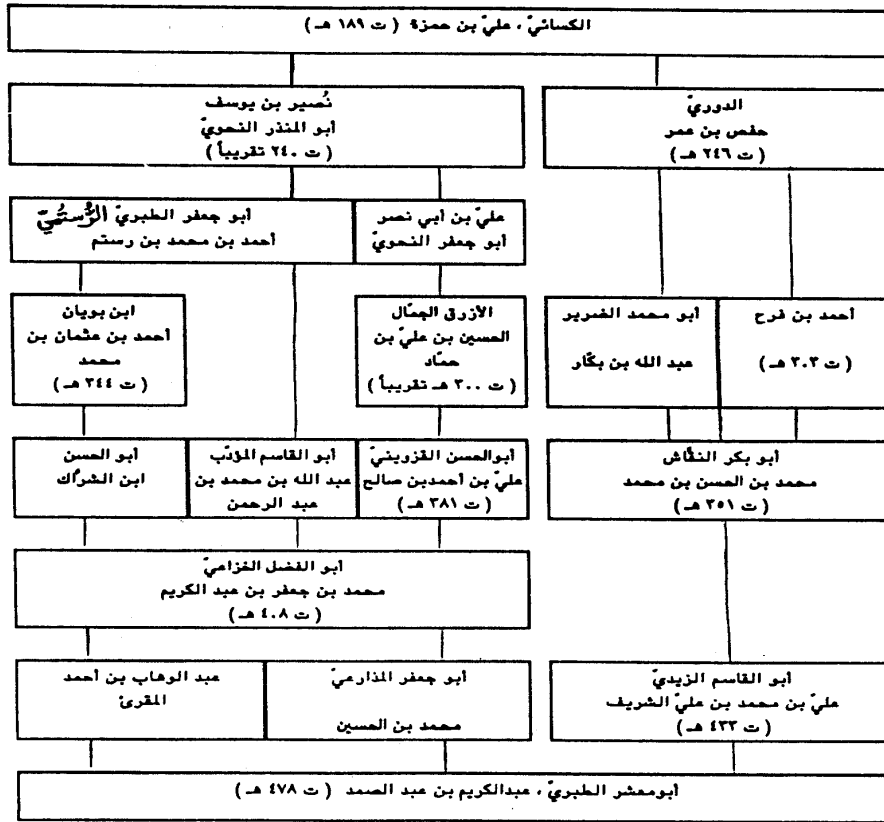 الكسائيّ ، عليّ بن حمزة ( ت ١٨٩ هـ )
الدوريّ
حفص بن عمر
( ت ٢٤٦ هـ )
نُصير بن يوسف
أبو المنذر النحويّ
( ت ٢٤٠ تقريباً )
عليّ بن أبي نصر
أبو جعفر النحويّ
أبو جعفر الطبريّ الرُّستُميّ
أحمد بن محمد بن رستم
أحمد بن فرح
( ت ٣٠٣ هـ )
أبو محمد الضرير
عبد الله بن بكّار
الأزرق الجمّال
الحسين بن عليّ بن
حمّاد
( ت ٣٠٠ هـ تقريباً )
ابن بويان
أحمد بن عثمان بن
محمد
( ت ٣٤٤ هـ )
أبو بكر النقّاش
محمد بن الحسن بن محمد
( ت ٣٥١ هـ )
أبوالحسن القزوينيّ
عليّ بن أحمدبن صالح
( ت ٣٨١ هـ )
أبو القاسم المؤدّب
عبد الله بن محمد بن
عبد الرحمن
أبو الحسن
ابن الشرّاك
أبو الفضل الخزاعيّ
محمد بن جعفر بن عبد الكريم
( ت ٤٠٨ هـ )
أبو القاسم الزيديّ
عليّ بن محمد بن عليّ الشريف
( ت ٤٣٣ هـ )
أبو جعفر المذارعيّ
محمد بن الحسين
عبد الوهاب بن أحمد
المقرئ
أبومعشر الطبريّ ، عبدالكريم بن عبد الصمد ( ت ٤٧٨ هـ )